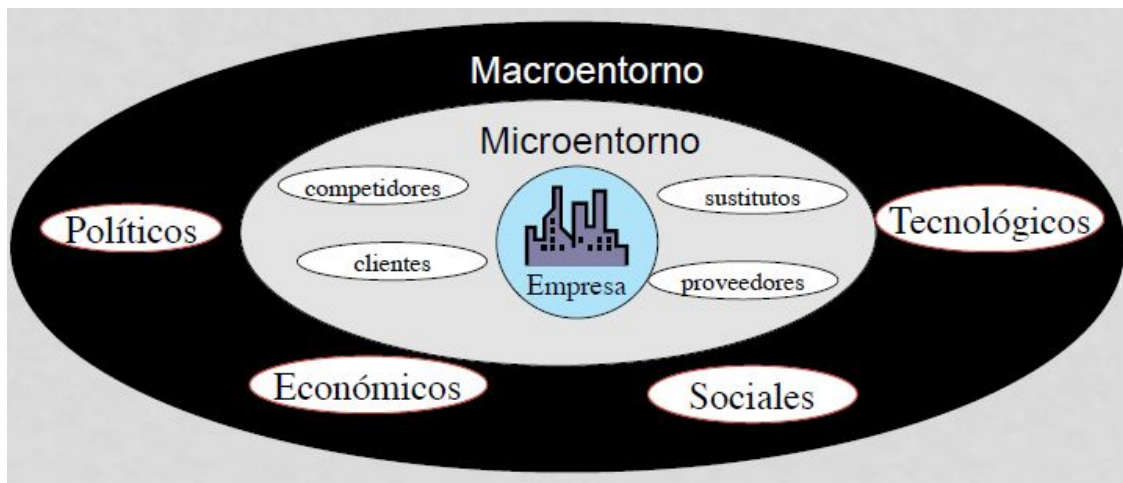 Macroentorno
Microentorno
competidores
sustitutos
Políticos
Tecnológicos
clientes
Empresa
proveedores
Económicos
Sociales